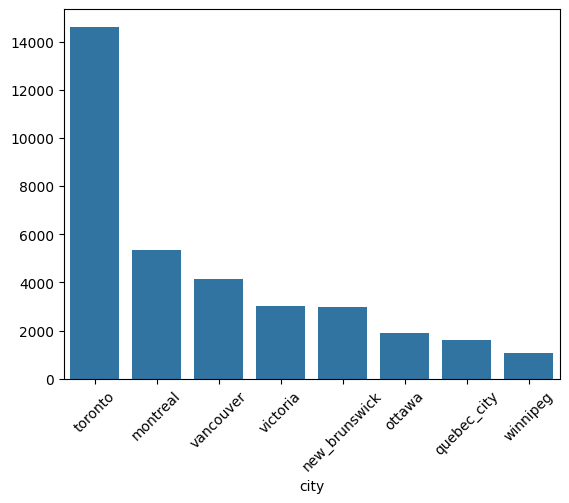 14000
12000
10000
8000
6000
4000
2000
0
toronto
montreal
vancouver
victoria
new_brunswick
ottawa
quebec_city
winnipeg
city